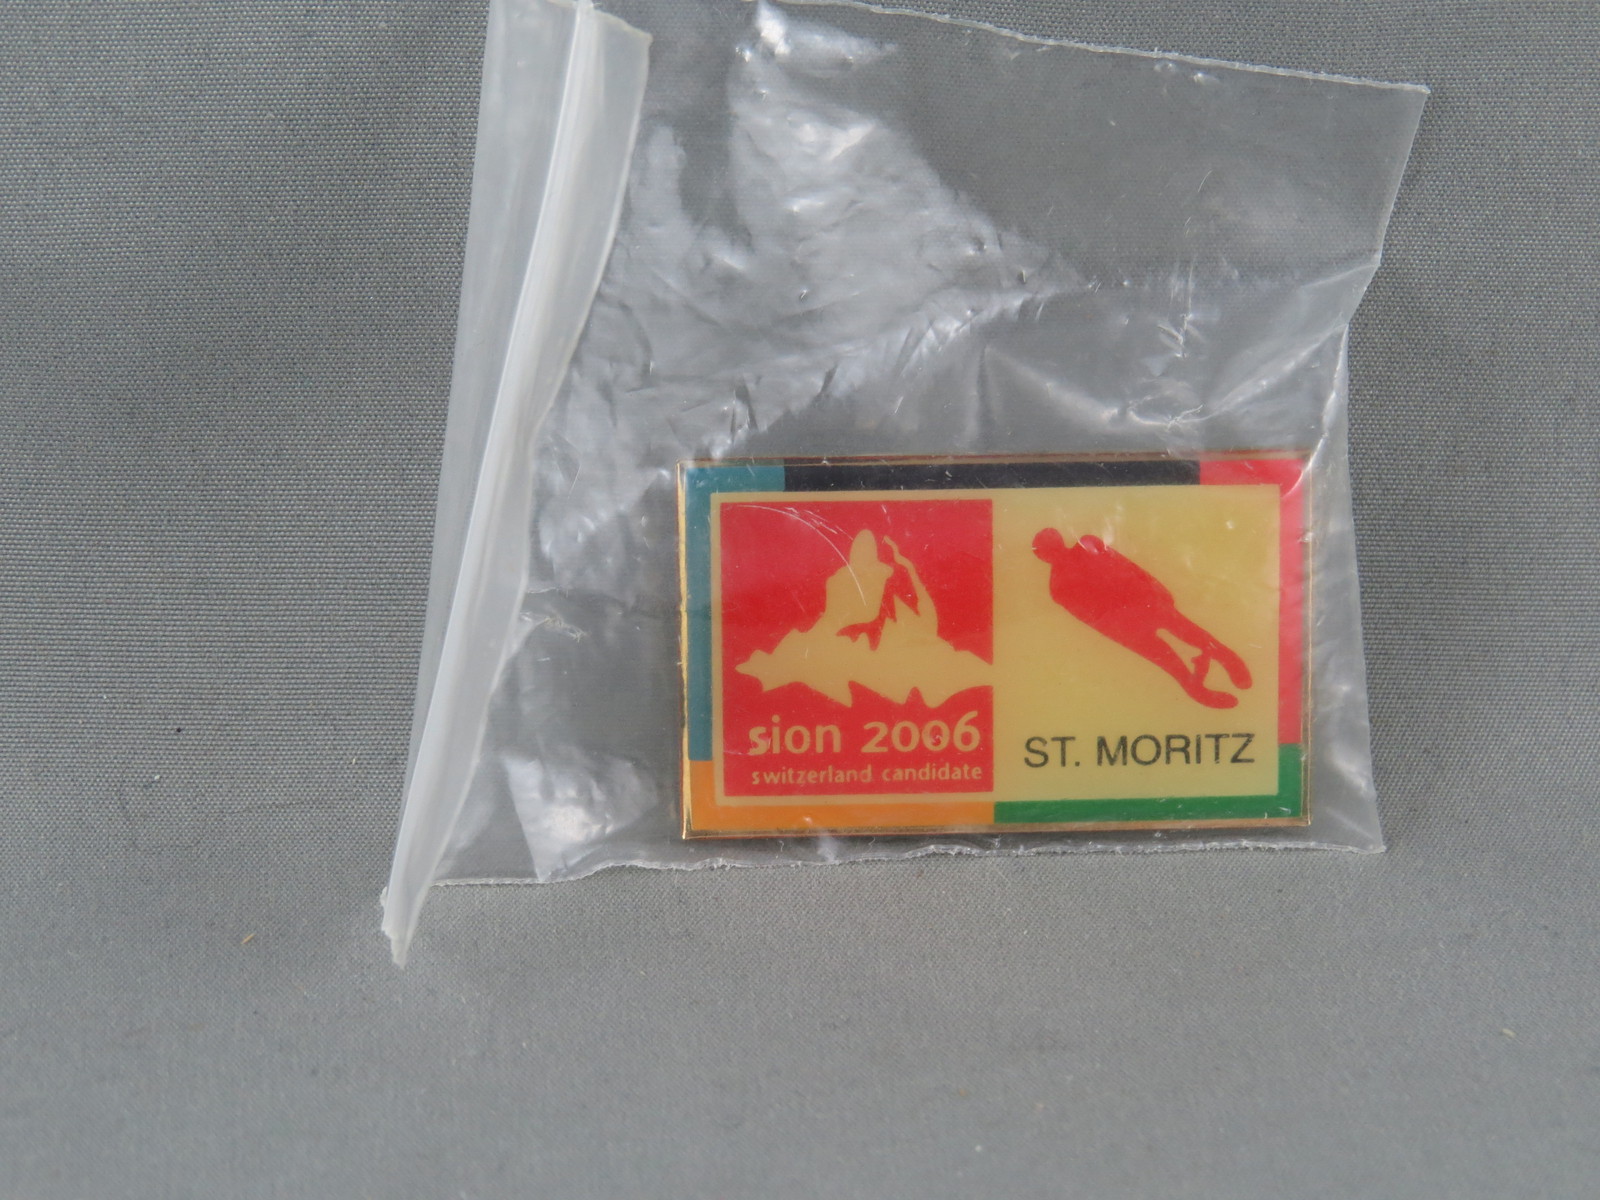 sion 2006
switzerland candidate
ST. MORITZ